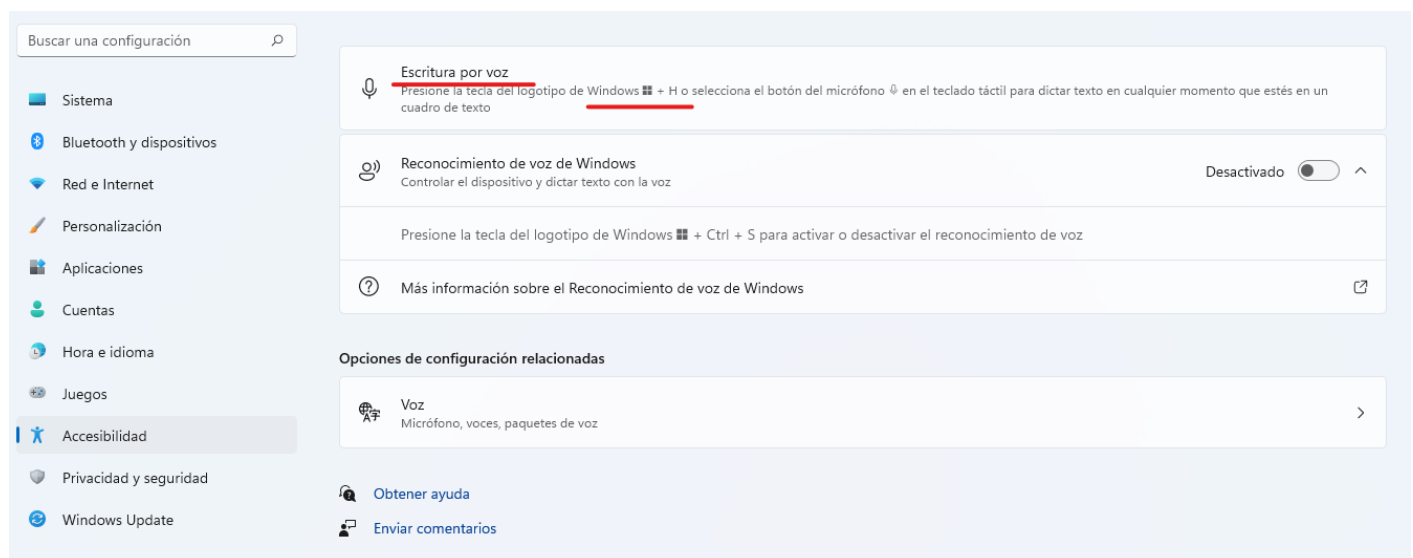 Buscar una configuración
Sistema
Bluetooth y dispositivos
Red e Internet
Personalización
Aplicaciones
Cuentas
Hora e idioma
Juegos
Accesibilidad
Privacidad y seguridad
Windows Update
Escritura por voz
Presione la tecla del logotipo de Windows + H o selecciona el botón del micrófono en el teclado táctil para dictar texto en cualquier momento que estés en un
cuadro de texto
Reconocimiento de voz de Windows
Controlar el dispositivo y dictar texto con la voz
Desactivado
Presione la tecla del logotipo de Windows + Ctrl + S para activar o desactivar el reconocimiento de voz
Más información sobre el Reconocimiento de voz de Windows
Opciones de configuración relacionadas
Voz
Micrófono, voces, paquetes de voz
Obtener ayuda
Enviar comentarios